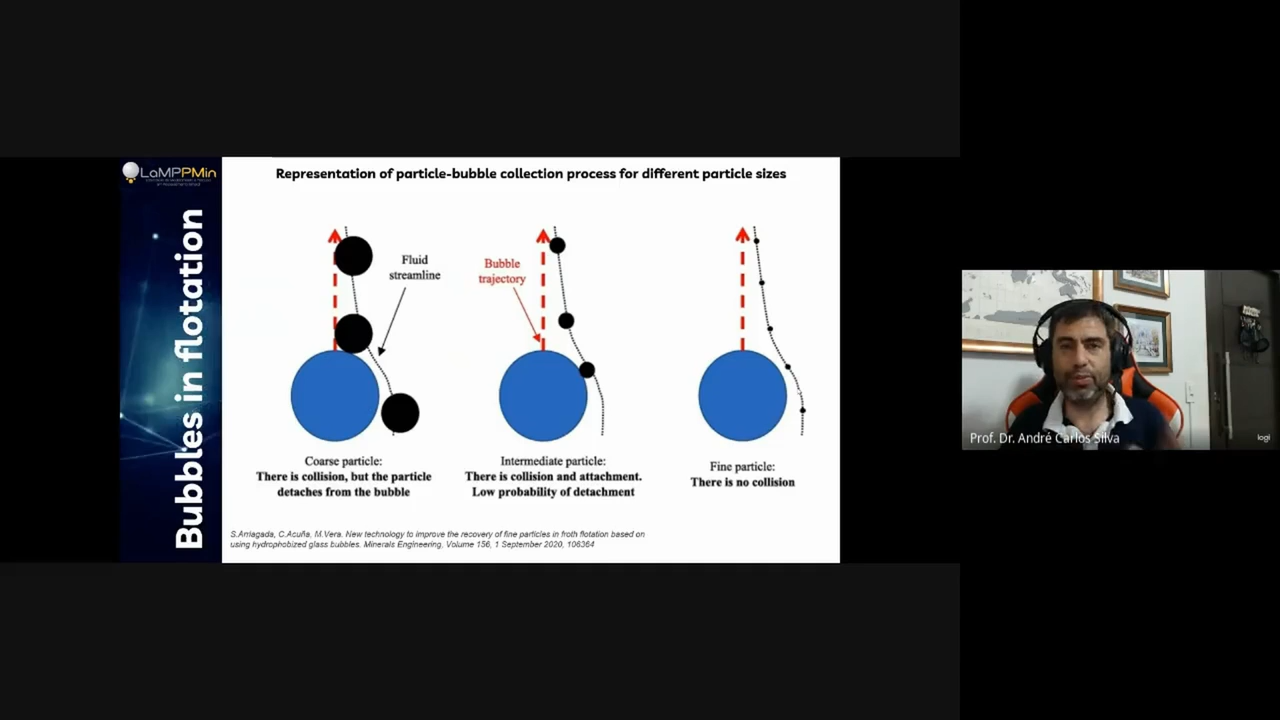 LaMPPMin
Bubbles in flotation
Representation of particle-bubble collection process for different particle sizes
Fluid
streamline
Bubble
trajectory
Coarse particle:
There is collision, but the particle
detaches from the bubble
Intermediate particle:
There is collision and attachment.
Low probability of detachment
Fine particle:
There is no collision
S.Arriagada, C.Acuña, M.Vera. New technology to improve the recovery of fine particles in froth flotation based on
using hydrophobized glass bubbles. Minerals Engineering, Volume 156, 1 September 2020, 106364
Prof. Dr. André Carlos Silva
logi